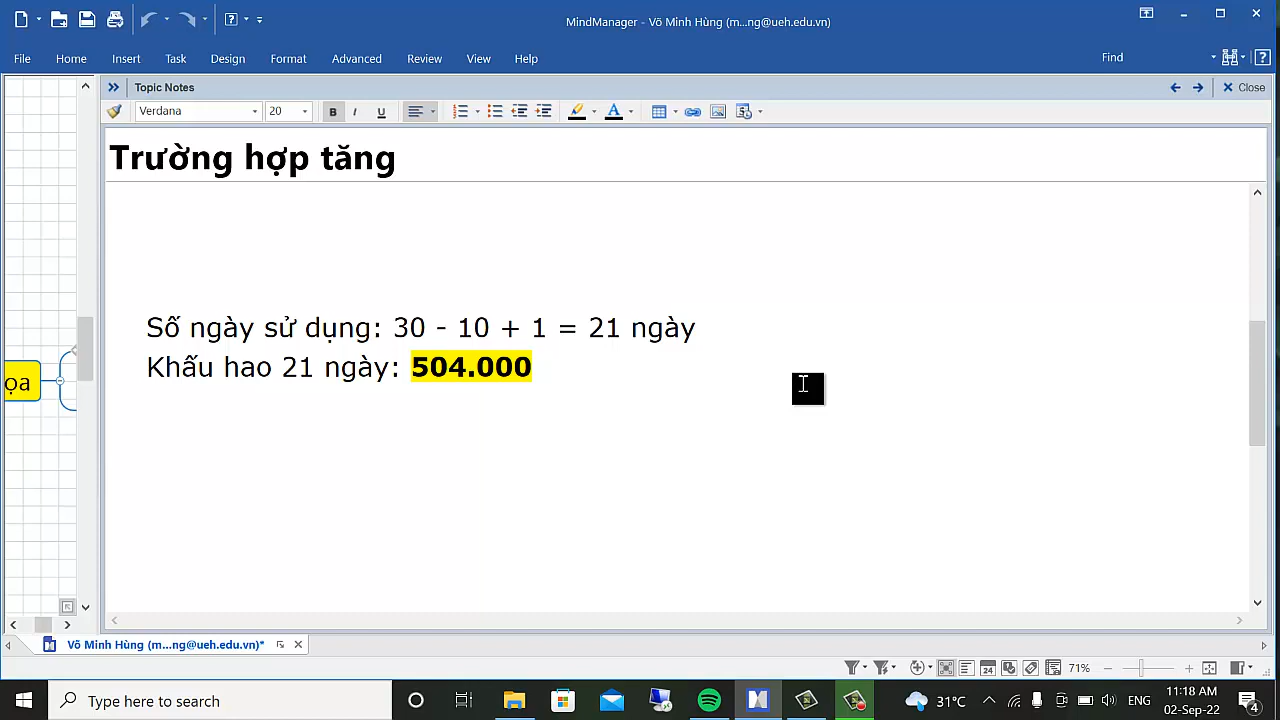 MindManager - Võ Minh Hùng (m...ng@ueh.edu.vn)
File Home Insert Task Design Format Advanced Review View Help Find
Topic Notes Close
Verdana 20 B I U A
Trường hợp tăng
Số ngày sử dụng: 30 - 10 + 1 = 21 ngày
Khấu hao 21 ngày: 504.000
ọa
Võ Minh Hùng (m...ng@ueh.edu.vn)*
24 71%
Type here to search
31°C ENG 11:18 AM
02-Sep-22 4